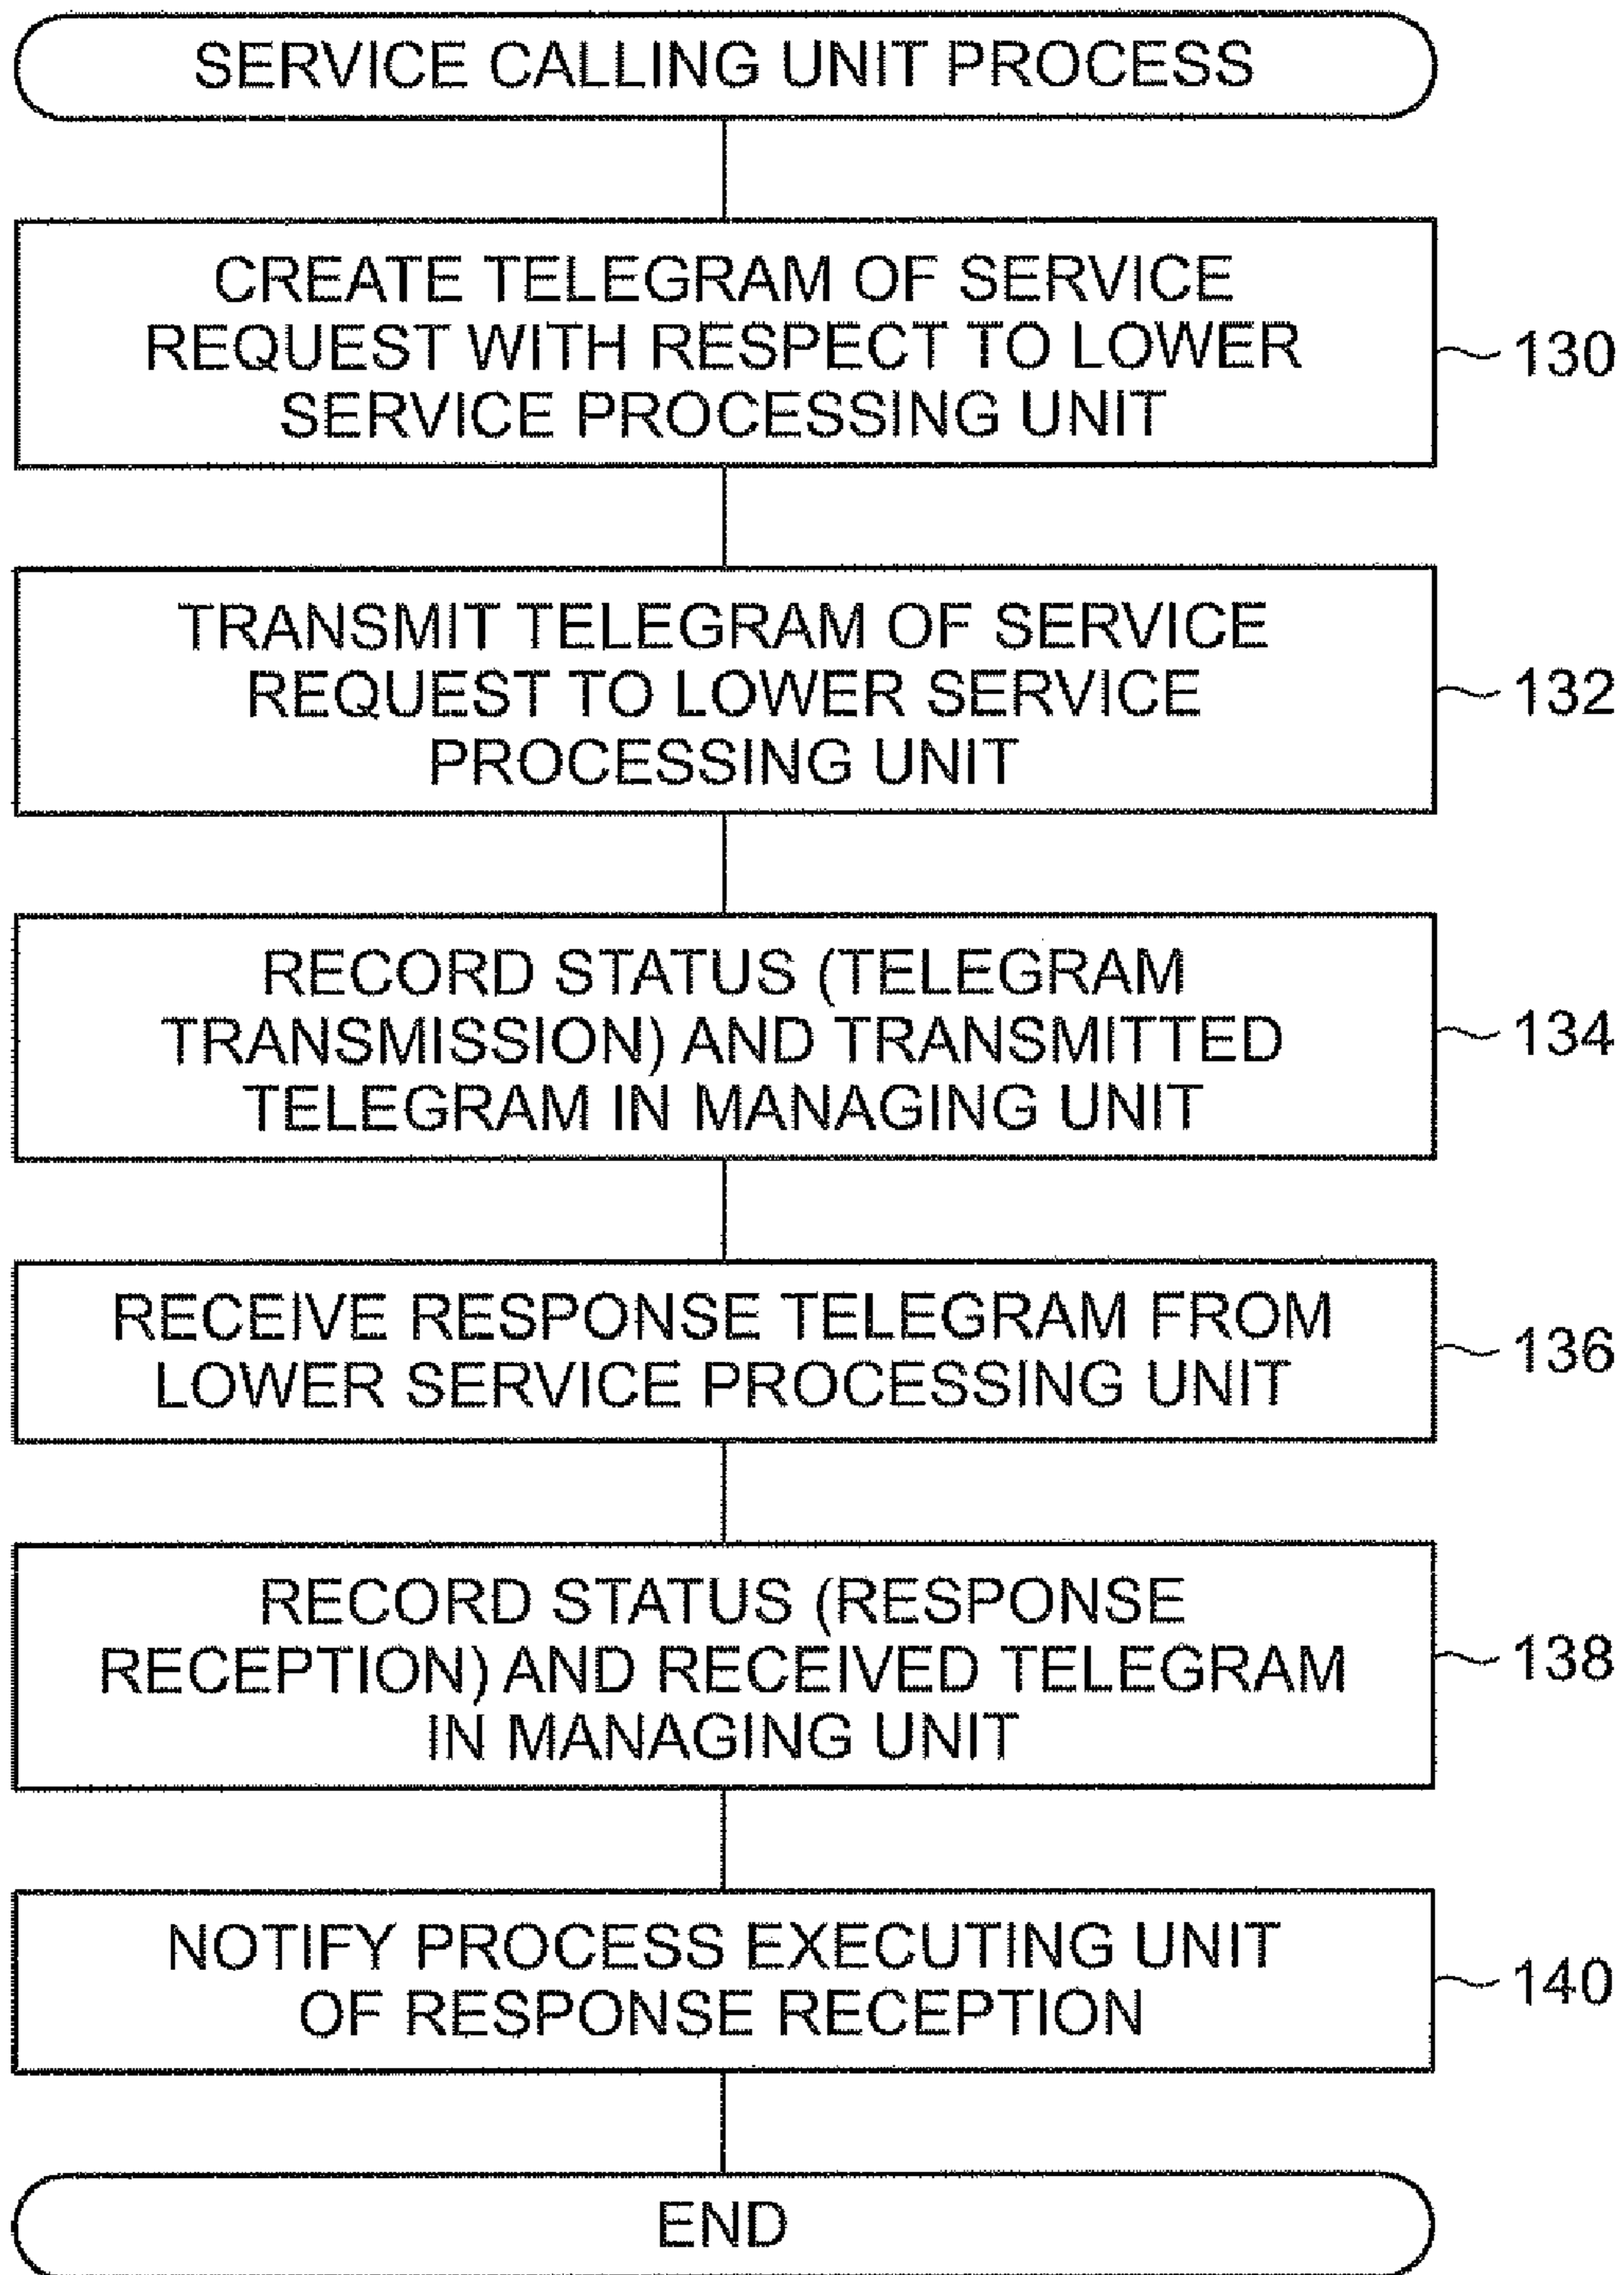 SERVICE CALLING UNIT PROCESS
CREATE TELEGRAM OF SERVICE
REQUEST WITH RESPECT TO LOWER
SERVICE PROCESSING UNIT
130
TRANSMIT TELEGRAM OF SERVICE
REQUEST TO LOWER SERVICE
PROCESSING UNIT
132
RECORD STATUS (TELEGRAM
TRANSMISSION) AND TRANSMITTED
TELEGRAM IN MANAGING UNIT
134
RECEIVE RESPONSE TELEGRAM FROM
LOWER SERVICE PROCESSING UNIT
136
RECORD STATUS (RESPONSE
RECEPTION) AND RECEIVED TELEGRAM
IN MANAGING UNIT
138
NOTIFY PROCESS EXECUTING UNIT
OF RESPONSE RECEPTION
140
END